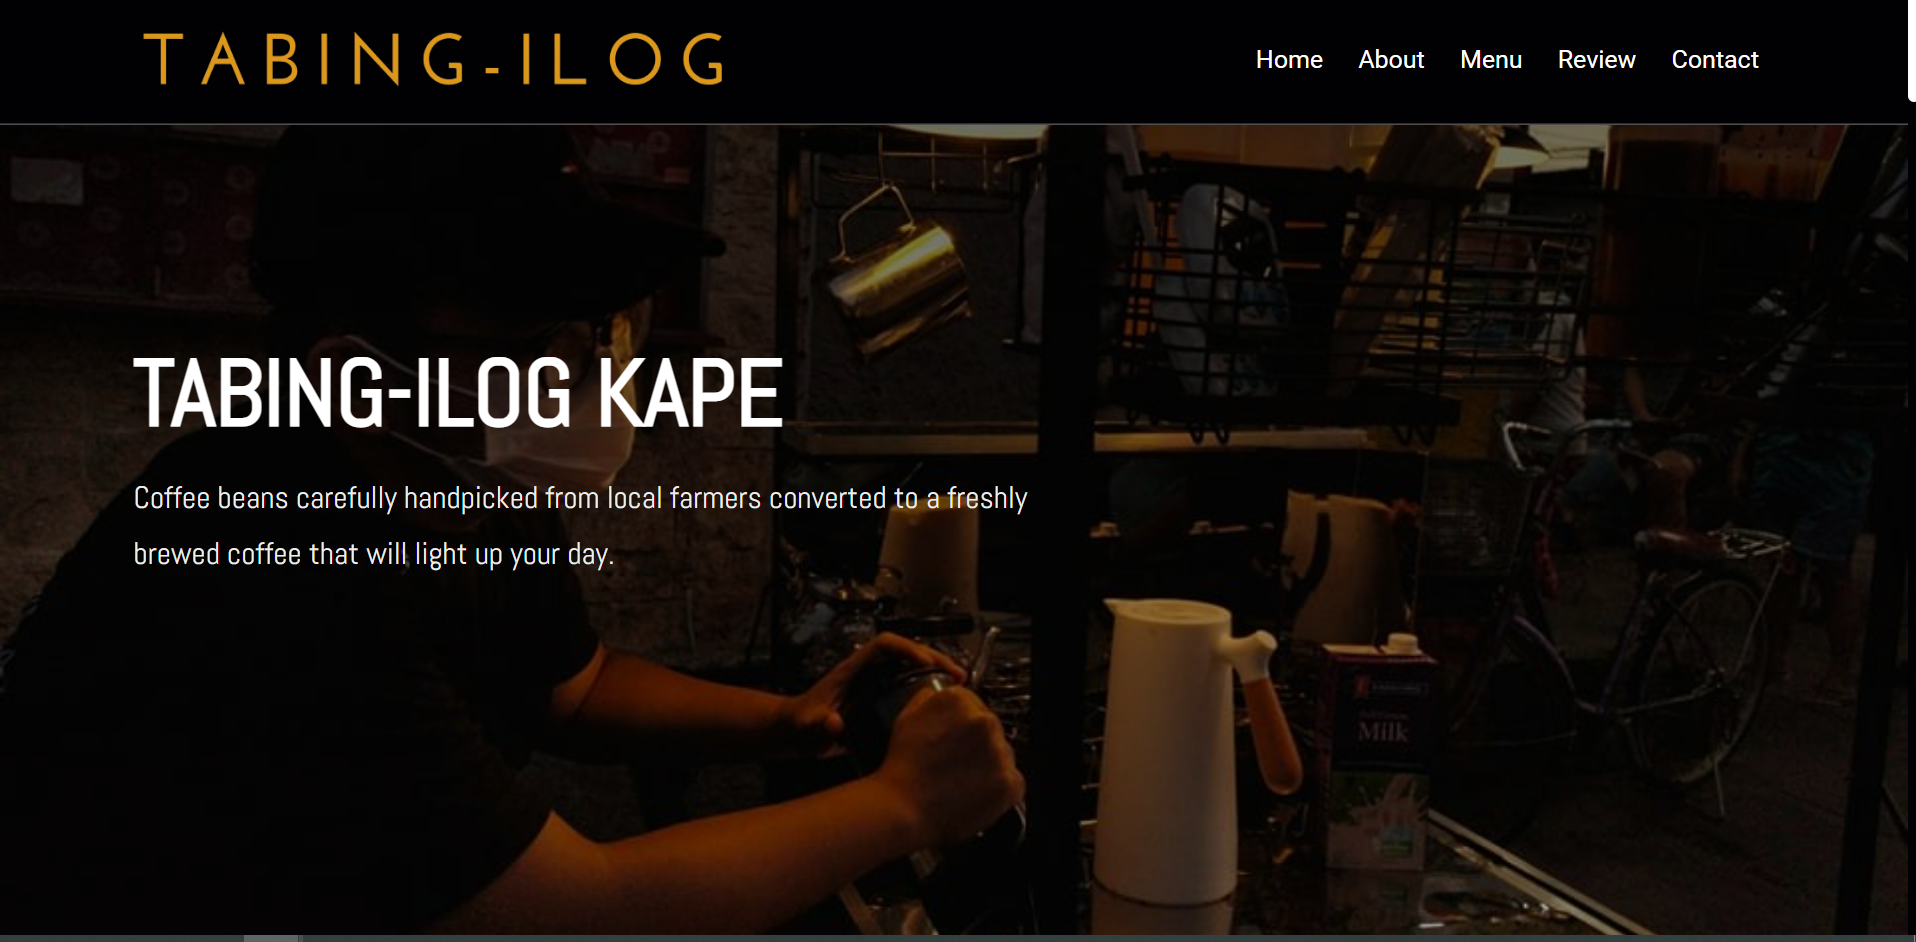 TABING-ILOG
Home About Menu Review Contact
TABING-ILOG KAPE
Coffee beans carefully handpicked from local farmers converted to a freshly
brewed coffee that will light up your day.
Milk